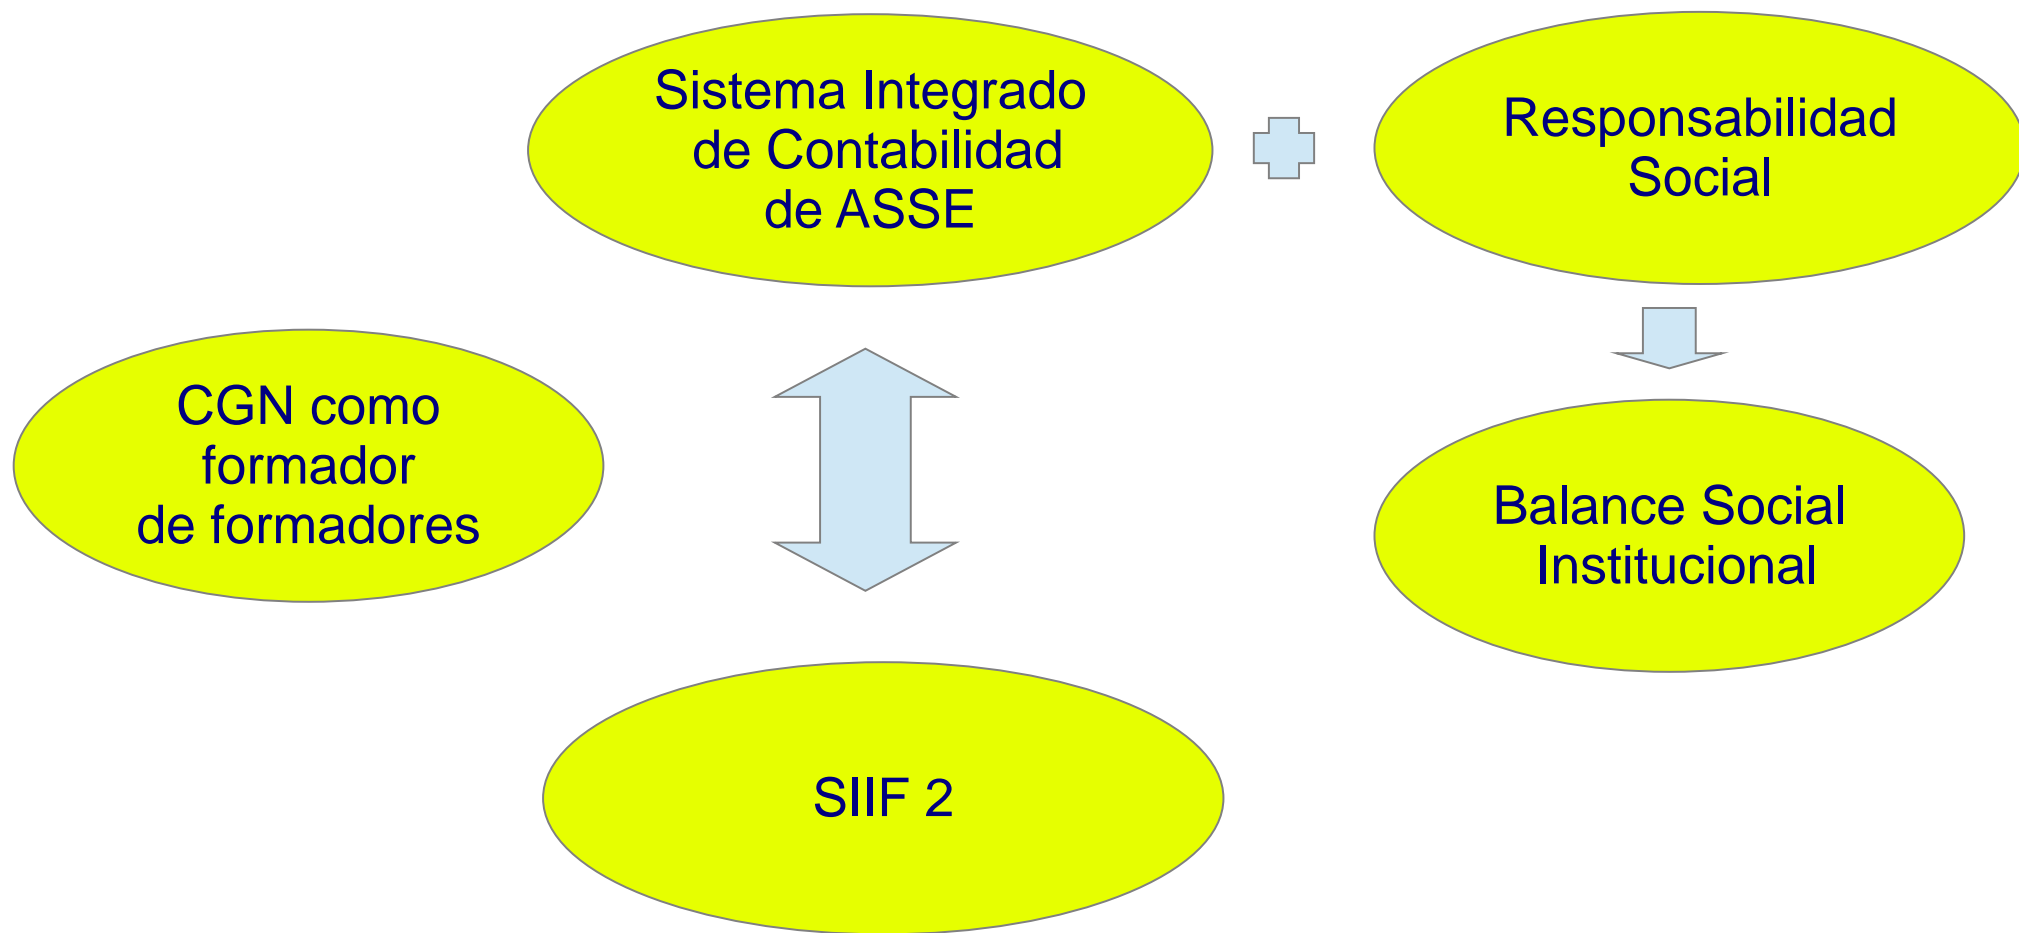 Sistema Integrado
de Contabilidad
de ASSE
Responsabilidad
Social
CGN como
formador
de formadores
Balance Social
Institucional
SIIF 2